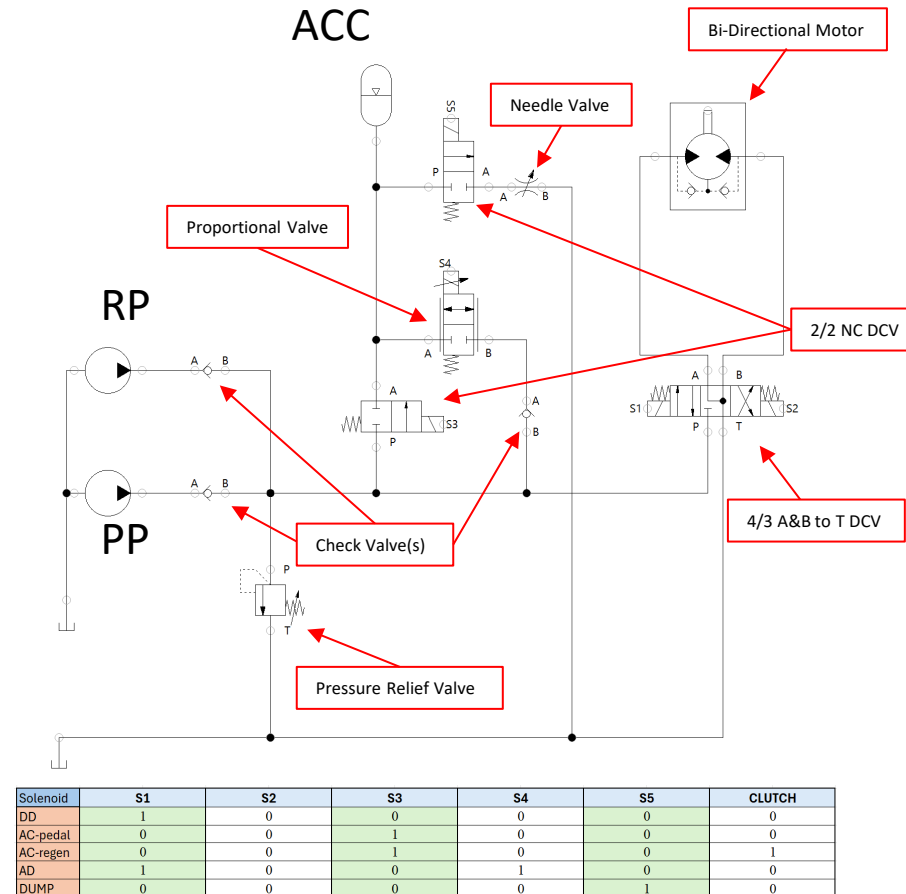 ACC
Bi-Directional Motor
S5
Needle Valve
P A
A B
Proportional Valve
S4
RP
2/2 NC DCV
A B
A B
A
A
A B
S1 S2
S3
P
B
P T
A B
4/3 A&B to T DCV
PP
Check Valve(s)
P
T
Pressure Relief Valve
Solenoid S1 S2 S3 S4 S5 CLUTCH
DD 1 0 0 0 0 0
AC-pedal 0 0 1 0 0 0
AC-regen 0 0 1 0 0 1
AD 1 0 0 1 0 0
DUMP 0 0 0 0 1 0